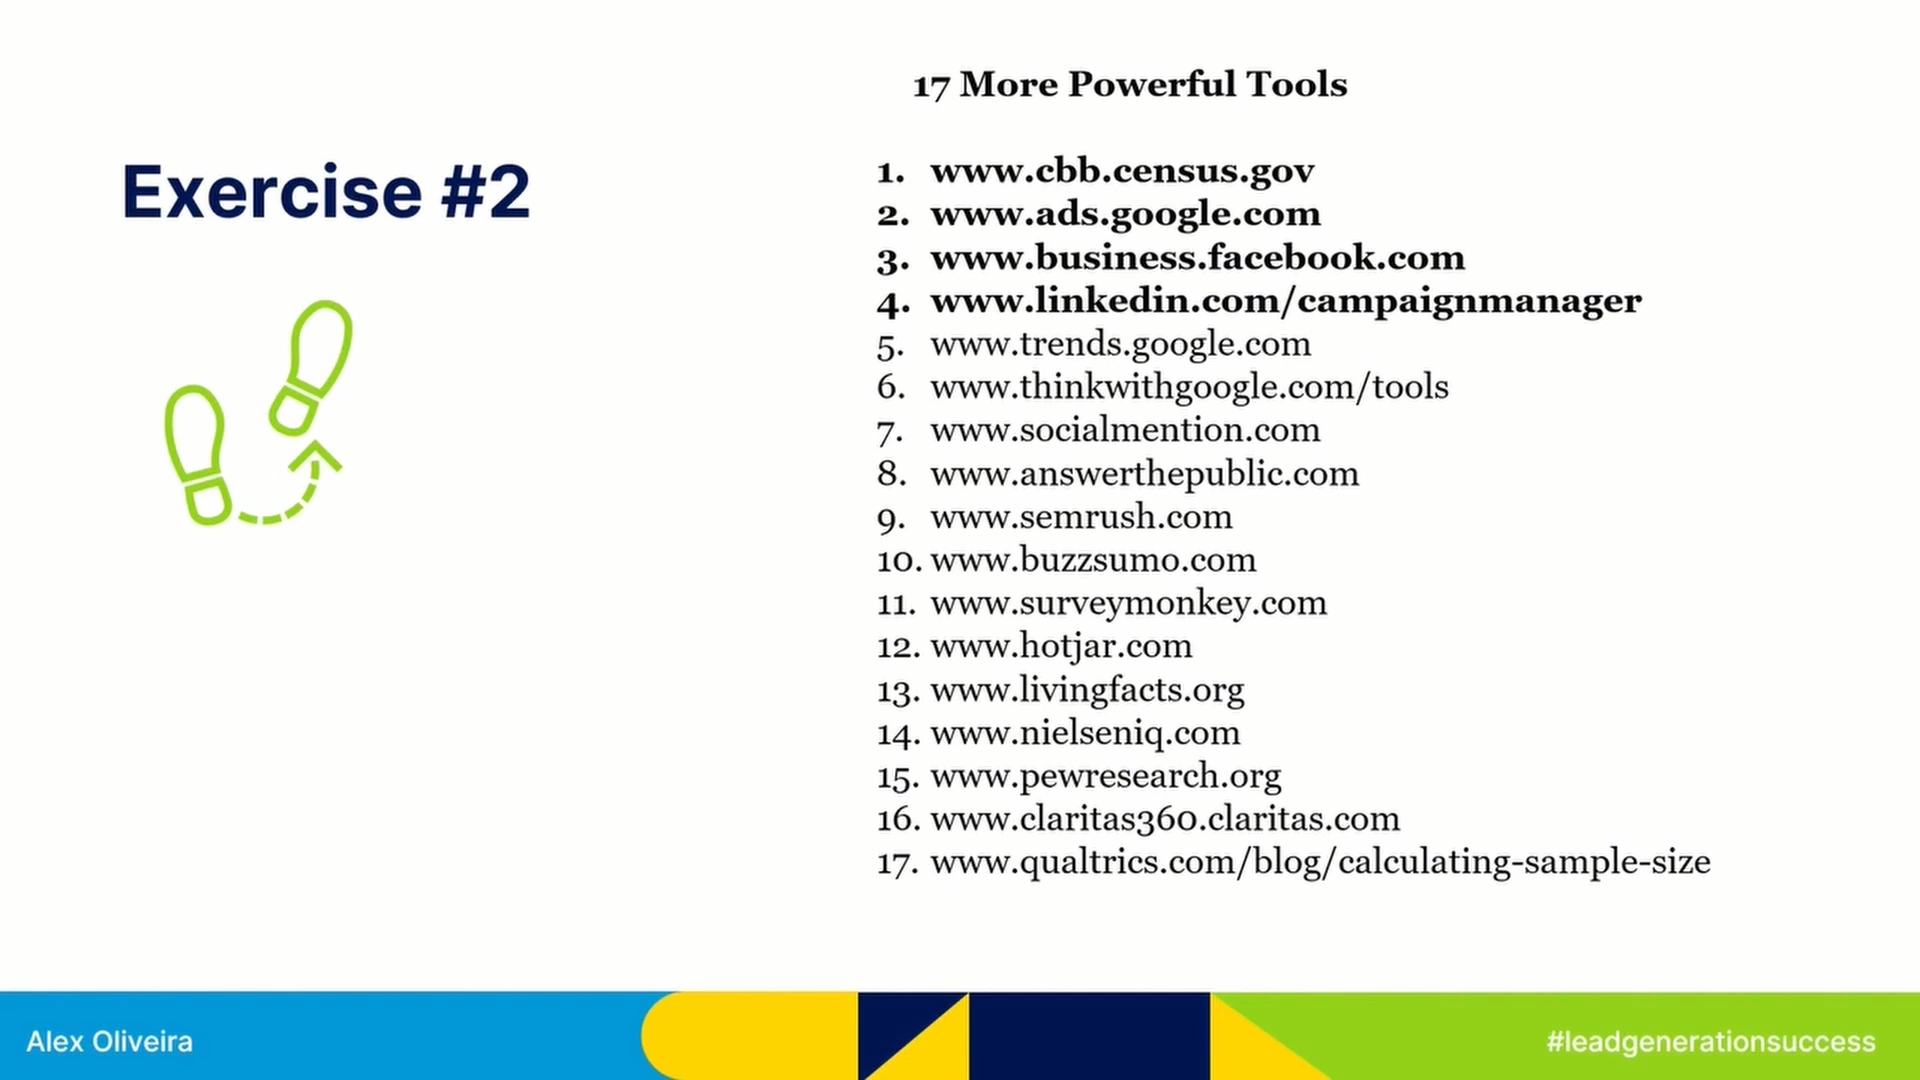 17 More Powerful Tools
Exercise #2
1. www.cbb.census.gov
2. www.ads.google.com
3. www.business.facebook.com
4. www.linkedin.com/campaignmanager
5. www.trends.google.com
6. www.thinkwithgoogle.com/tools
7. www.socialmention.com
8. www.answerthepublic.com
9. www.semrush.com
10. www.buzzsumo.com
11. www.surveymonkey.com
12. www.hotjar.com
13. www.livingfacts.org
14. www.nielseniq.com
15. www.pewresearch.org
16. www.claritas360.claritas.com
17. www.qualtrics.com/blog/calculating-sample-size
Alex Oliveira
#leadgenerationsuccess